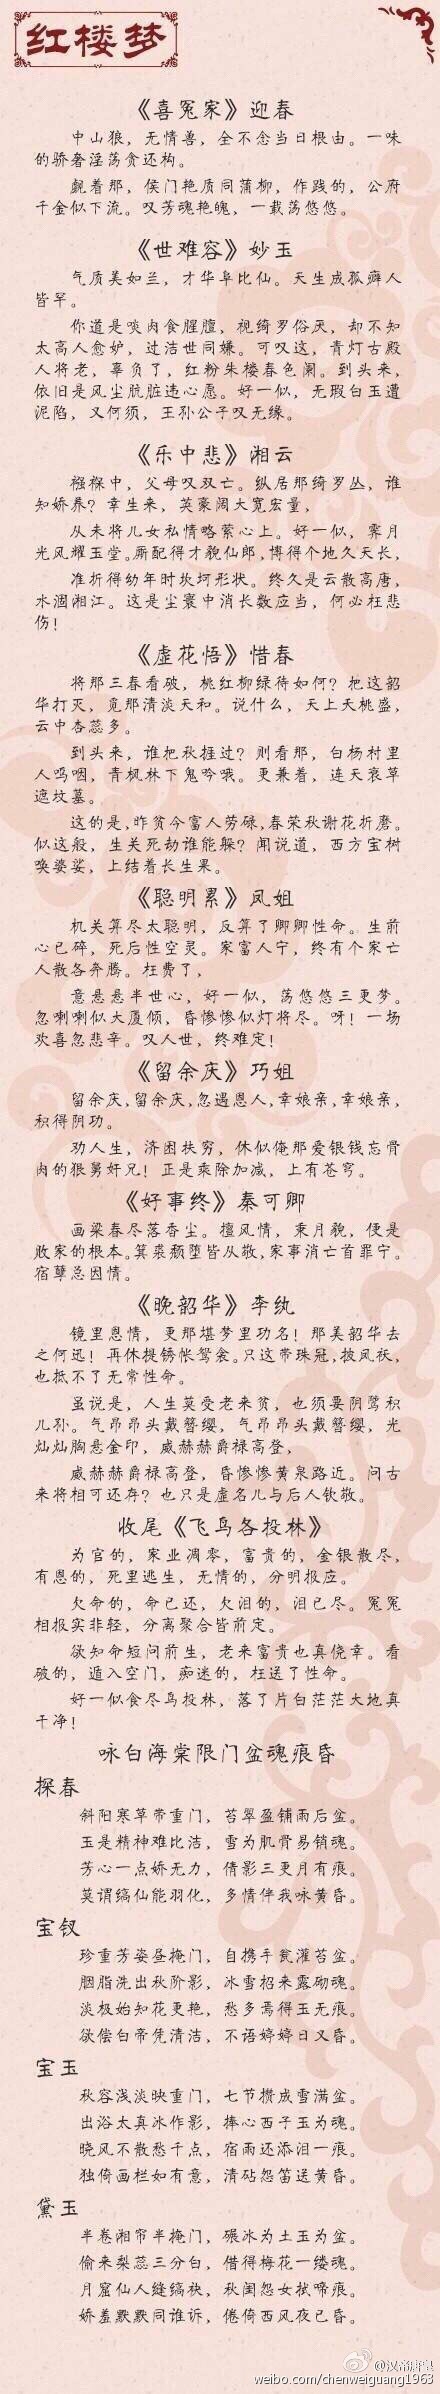 红楼梦
《喜冤家》迎春
中山狼，无情兽，全不念当日根由。一味
的骄奢淫荡贪还构。
觑着那，侯门艳质同蒲柳，作践的，公府
千金似下流。叹芳魂艳魄，一载荡悠悠。
《世难容》妙玉
气质美如兰，才华阜比仙。天生成孤癖人
皆罕。
你道是啖肉食腥膻，视绮罗俗厌，却不知
太高人愈妒，过洁世同嫌。可叹这，青灯古殿
人将老，辜负了，红粉朱楼春色阑。到头来，
依旧是风尘肮脏违心愿。好一似，无瑕白玉遭
泥陷，又何须，王孙公子叹无缘。
《乐中悲》湘云
襁褓中，父母叹双亡。纵居那绮罗丛，谁
知娇养？幸生来，英豪阔大宽宏量，
从未将儿女私情略萦心上。好一似，霁月
光风耀玉堂。厮配得才貌仙郎，博得个地久天长，
准折得幼年时坎坷形状。终久是云散高唐，
水涸湘江。这是尘寰中消长数应当，何必枉悲
伤！
《虚花悟》惜春
将那三春看破，桃红柳绿待如何？把这韶
华打灭，觅那清淡天和。说什么，天上夭桃盛，
云中杏蕊多。
到头来，谁把秋捱过？则看那，白杨村里
人呜咽，青枫林下鬼吟哦。更兼着，连天衰草
遮坟墓。
这的是，昨贫今富人劳碌，春荣秋谢花折磨。
似这般，生关死劫谁能躲？闻说道，西方宝树
唤婆娑，上结着长生果。
《聪明累》凤姐
机关算尽太聪明，反算了卿卿性命。生前
心已碎，死后性空灵。家富人宁，终有个家亡
人散各奔腾。枉费了，
意悬悬半世心，好一似，荡悠悠三更梦。
忽喇喇似大厦倾，昏惨惨似灯将尽。呀！一场
欢喜忽悲辛。叹人世，终难定！
《留余庆》巧姐
留余庆，留余庆，忽遇恩人，幸娘亲，幸娘亲，
积得阴功。
劝人生，济困扶穷，休似俺那爱银钱忘骨
肉的狠舅奸兄！正是乘除加减，上有苍穹。
《好事终》秦可卿
画梁春尽落香尘。擅风情，秉月貌，便是
败家的根本。箕裘颓堕皆从敬，家事消亡首罪宁。
宿孽总因情。
《晚韶华》李纨
镜里恩情，更那堪梦里功名！那美韶华去
之何迅！再休提锈帐鸳衾。只这带珠冠，披凤袄，
也抵不了无常性命。
虽说是，人生莫受老来贫，也须要阴骘积
儿孙。气昂昂头戴簪缨，气昂昂头戴簪缨，光
灿灿胸悬金印，威赫赫爵禄高登，
威赫赫爵禄高登，昏惨惨黄泉路近。问古
来将相可还存？也只是虚名儿与后人钦敬。
收尾《飞鸟各投林》
为官的，家业凋零，富贵的，金银散尽，
有恩的，死里逃生，无情的，分明报应。
欠命的，命已还，欠泪的，泪已尽。冤冤
相报实非轻，分离聚合皆前定。
欲知命短问前生，老来富贵也真侥幸。看
破的，遁入空门，痴迷的，枉送了性命。
好一似食尽鸟投林，落了片白茫茫大地真
干净！
咏白海棠限门盆魂痕昏
探春
斜阳寒草带重门，苔翠盈铺雨后盆。
玉是精神难比洁，雪为肌骨易销魂。
芳心一点娇无力，倩影三更月有痕。
莫谓缟仙能羽化，多情伴我咏黄昏。
宝钗
珍重芳姿昼掩门，自携手瓮灌苔盆。
胭脂洗出秋阶影，冰雪招来露砌魂。
淡极始知花更艳，愁多焉得玉无痕。
欲偿白帝凭清洁，不语婷婷日又昏。
宝玉
秋容浅淡映重门，七节攒成雪满盆。
出浴太真冰作影，捧心西子玉为魂。
晓风不散愁千点，宿雨还添泪一痕。
独倚画栏如有意，清砧怨笛送黄昏。
黛玉
半卷湘帘半掩门，碾冰为土玉为盆。
偷来梨蕊三分白，借得梅花一缕魂。
月窟仙人缝缟袂，秋闺怨女拭啼痕。
娇羞默默同谁诉，倦倚西风夜已昏。
weibo.com/chenweiguang1963